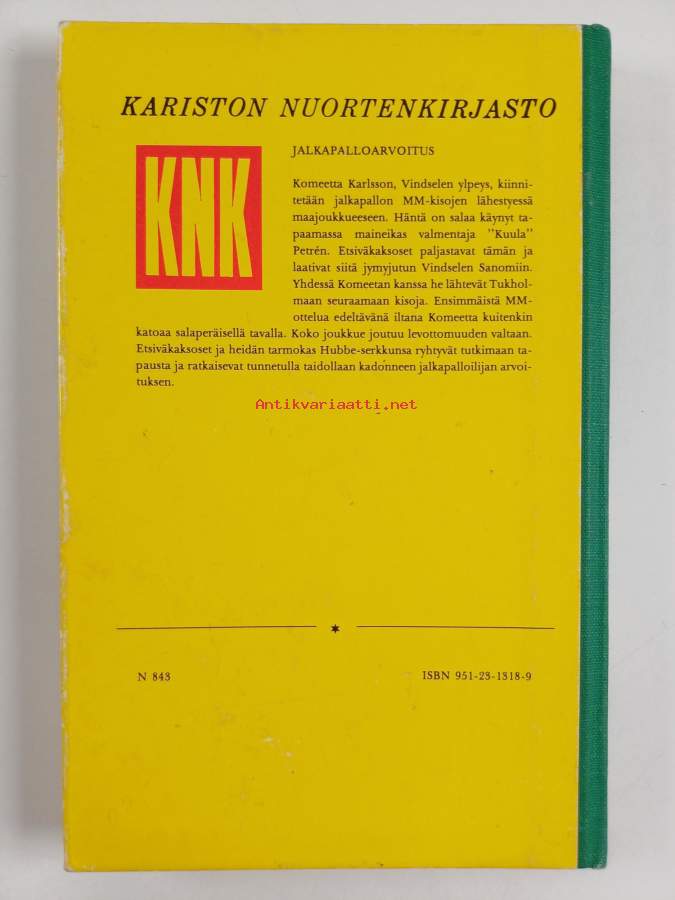 KARISTON NUORTENKIRJASTO
KNK
JALKAPALLOARVOITUS
Komeetta Karlsson, Vindselen ylpeys, kiinni-
tetään jalkapallon MM-kisojen lähestyessä
maajoukkueeseen. Häntä on salaa käynyt ta-
paamassa maineikas valmentaja "Kuula"
Petrén. Etsiväkaksoset paljastavat tämän ja
laativat siitä jymyjutun Vindselen Sanomiin.
Yhdessä Komeetan kanssa he lähtevät Tukhol-
maan seuraamaan kisoja. Ensimmäistä MM-
ottelua edeltävänä iltana Komeetta kuitenkin
katoaa salaperäisellä tavalla. Koko joukkue joutuu levottomuuden valtaan.
Etsiväkaksoset ja heidän tarmokas Hubbe-serkkunsa ryhtyvät tutkimaan ta-
pausta ja ratkaisevat tunnetulla taidollaan kadonneen jalkapalloilijan arvoi-
tuksen.
Antikvariaatti.net
N 843
ISBN 951-23-1318-9